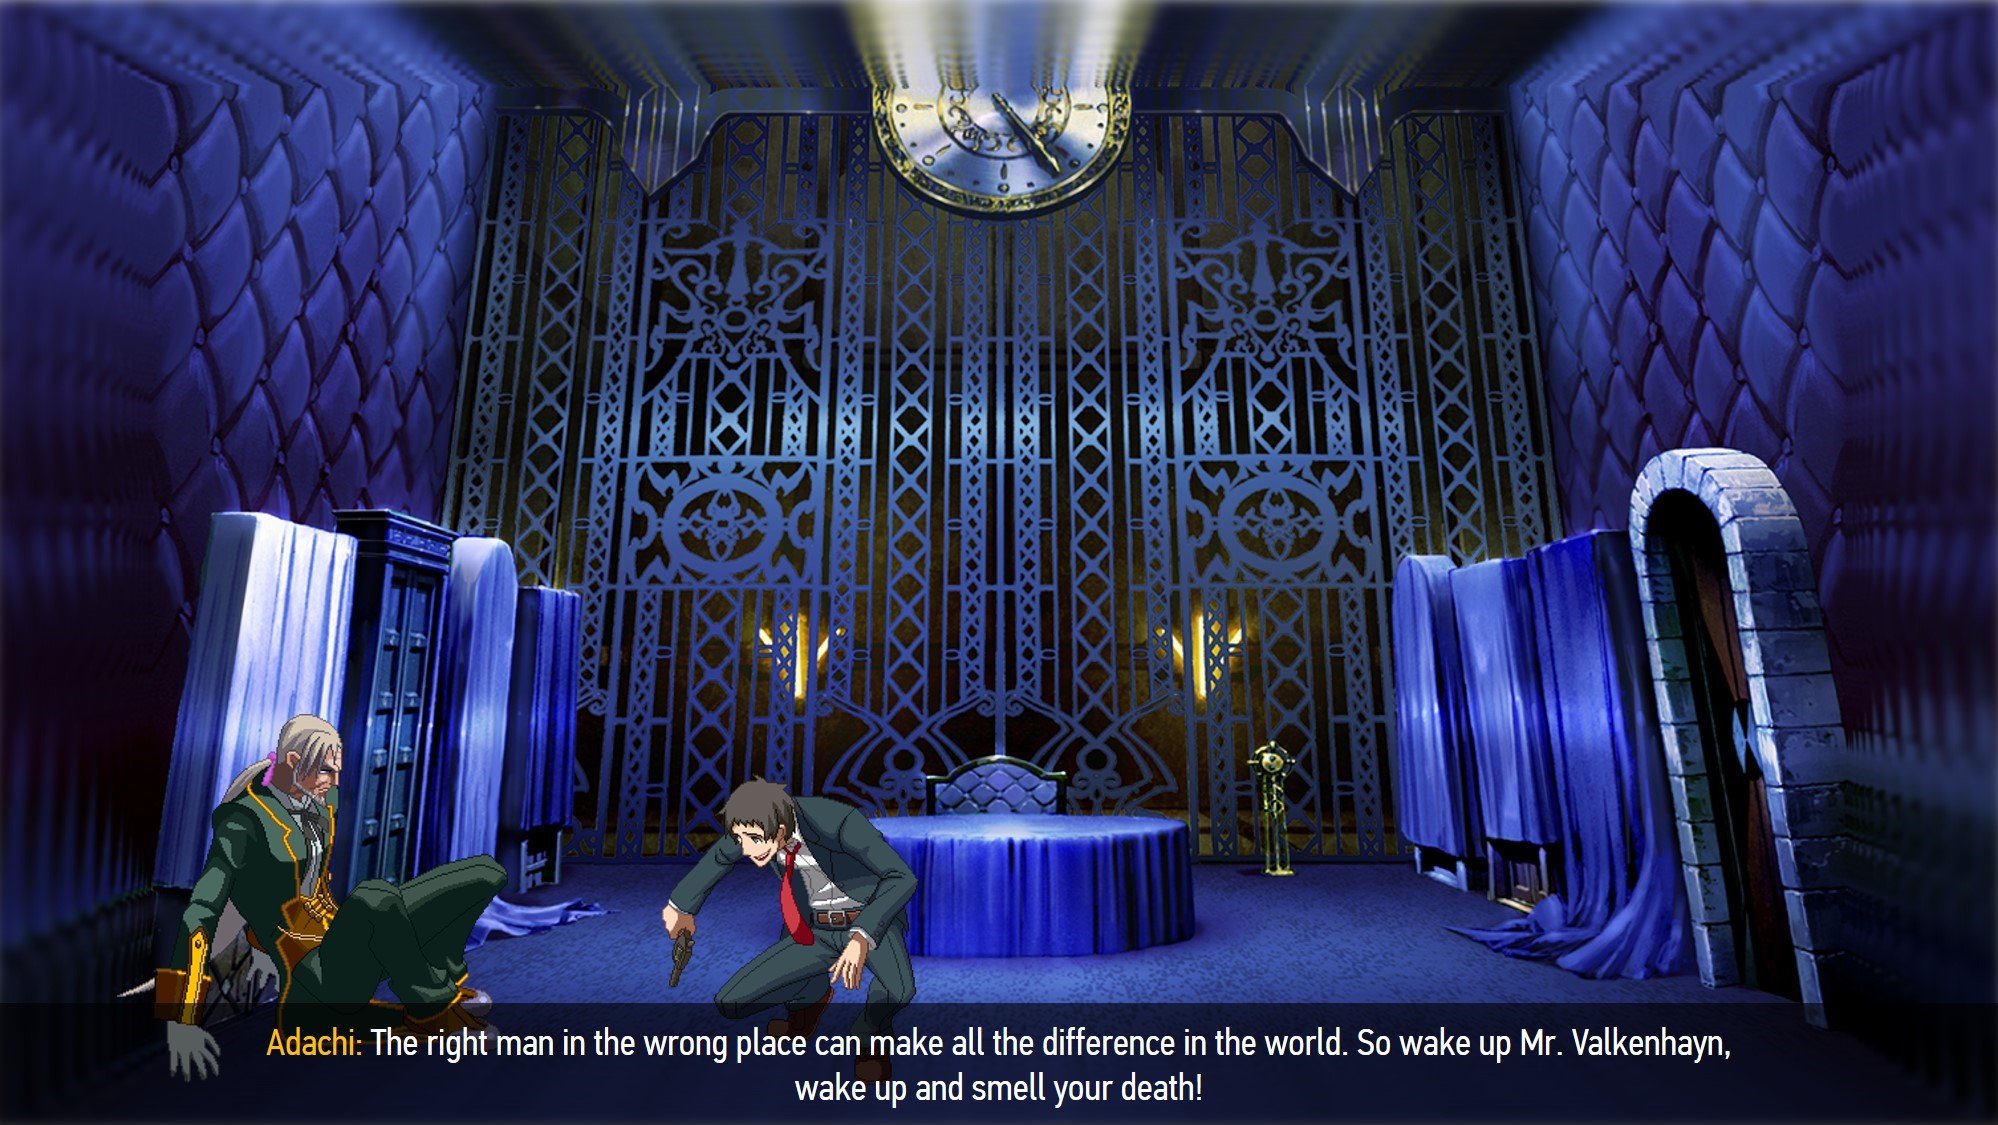 Adachi: The right man in the wrong place can make all the difference in the world. So wake up Mr. Valkenhayn,
wake up and smell your death!